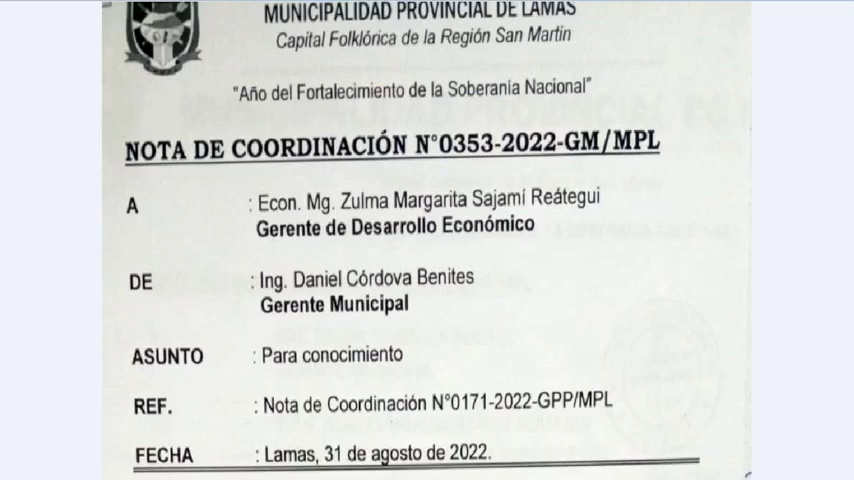 MUNICIPALIDAD PROVINCIAL DE LAMAS
Capital Folklórica de la Región San Martin
"Año del Fortalecimiento de la Soberanía Nacional"
NOTA DE COORDINACIÓN N°0353-2022-GM/MPL
A : Econ. Mg. Zulma Margarita Sajamí Reátegui
Gerente de Desarrollo Económico
DE : Ing. Daniel Córdova Benites
Gerente Municipal
ASUNTO : Para conocimiento
REF. : Nota de Coordinación N°0171-2022-GPP/MPL
FECHA : Lamas, 31 de agosto de 2022.